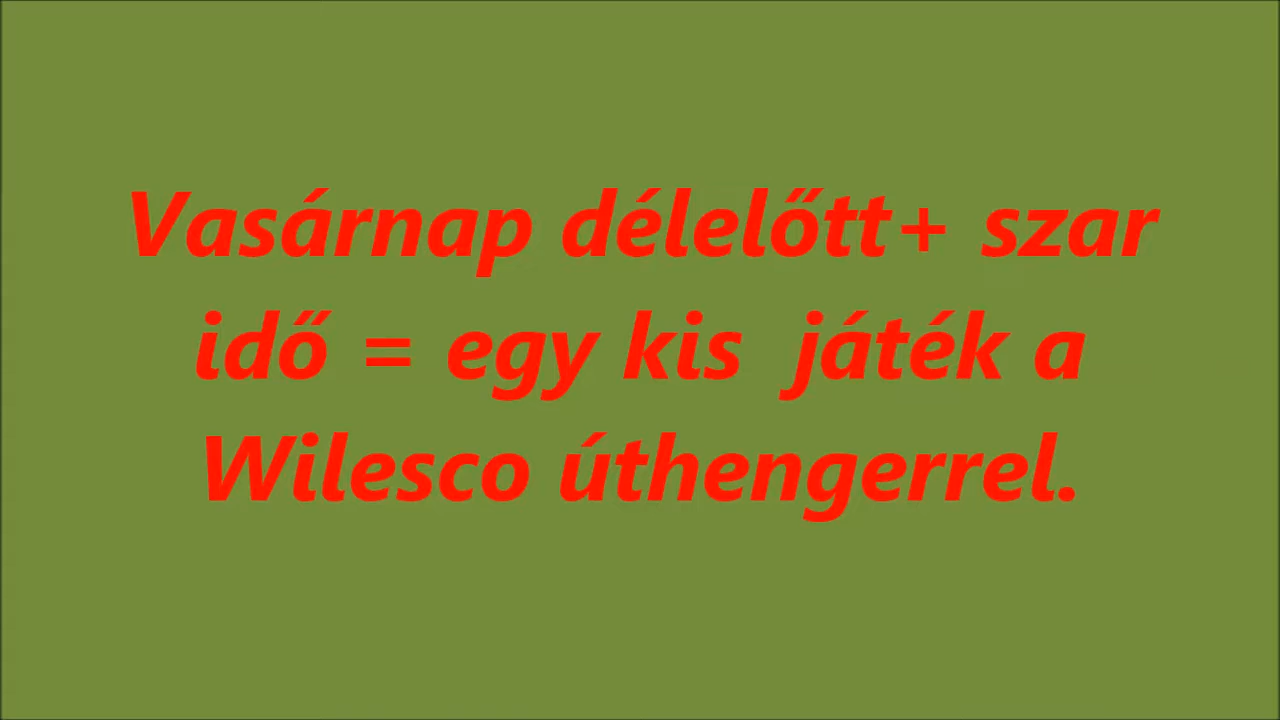 Vasárnap délelőtt+ szar
idő = egy kis  játék a
Wilesco úthengerrel.